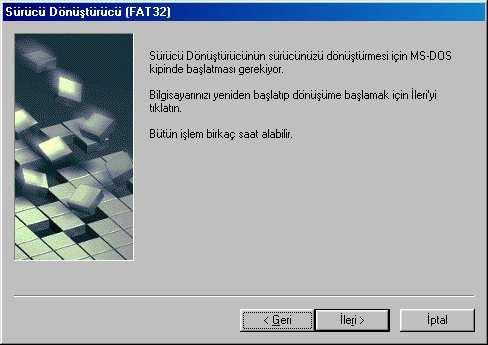 Sürücü Dönüştürücü (FAT32)
Sürücü Dönüştürücünün sürücünüzü dönüştürmesi için MS-DOS
kipinde başlatması gerekiyor.
Bilgisayarınızı yeniden başlatıp dönüşüme başlamak için İleri'yi
tıklatın.
Bütün işlem birkaç saat alabilir.
< Geri
İleri >
İptal